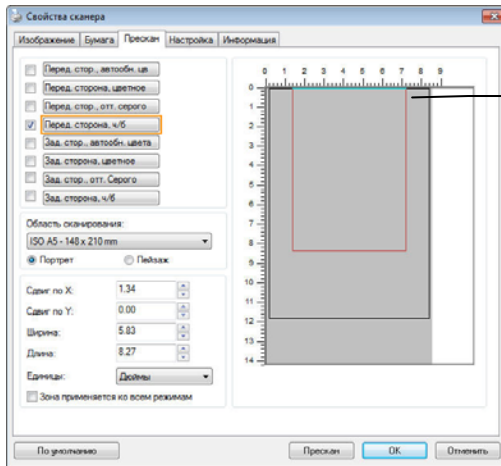 Свойства сканера
Изображение Бумага Прескан Настройка Информация
Перед. стор., автообн. цв
Перед. сторона, цветное
Перед. стор., отт. серого
Перед. сторона, ч/б
Зад. стор., автообн. цвета
Зад. сторона, цветное
Зад. стор., отт. Серого
Зад. сторона, ч/б
Область сканирования:
ISO A5 - 148 x 210 mm
Портрет Пейзаж
Сдвиг по X: 1.34
Сдвиг по Y: 0.00
Ширина: 5.83
Длина: 8.27
Единицы: Дюймы
Зона применяется ко всем режимам
0 1 2 3 4 5 6 7 8 9
0
1
2
3
4
5
6
7
8
9
10
11
12
13
14
По умолчанию Прескан OK Отменить